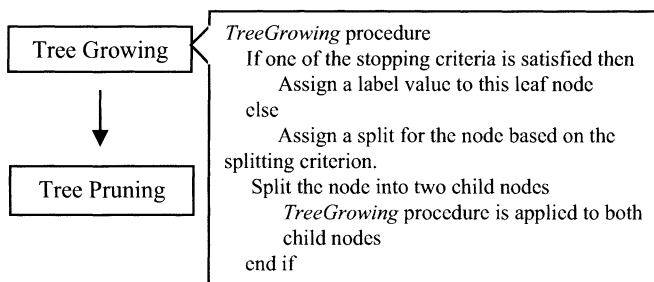 Tree Growing
Tree Pruning
TreeGrowing procedure
If one of the stopping criteria is satisfied then
Assign a label value to this leaf node
else
Assign a split for the node based on the
splitting criterion.
Split the node into two child nodes
TreeGrowing procedure is applied to both
child nodes
end if